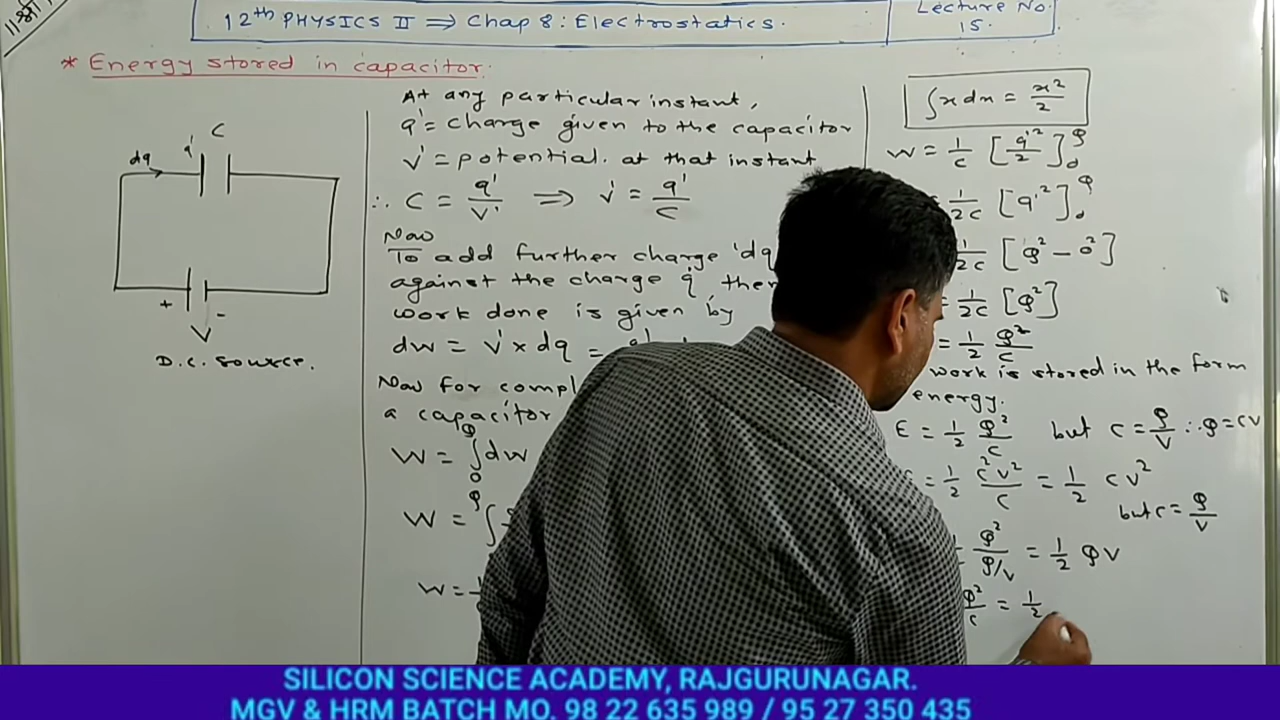 12th PHYSICS II ⇒ Chap 8: Electrostatics.
Lecture No.
15.
* Energy stored in capacitor.
C
dq q'
+ -
D.C. source.
At any particular instant,
q' = charge given to the capacitor
v' = potential. at that instant
∴ C = q'/V' ⇒ V' = q'/C
Now
To add further charge 'dq
against the charge q', then
work done is given by
dw = V' x dq =
Now for compl
a capacitor
W = ∫₀^Q dw
W = ∫
W =
∫x dx = x²/2
W = 1/C [q'²/2]₀^Q
1/2C [q'²]₀^Q
1/2C [Q² - 0²]
= 1/2C [Q²]
= 1/2 Q²/C
work is stored in the form
energy.
E = 1/2 Q²/C but C = Q/V ∴ Q = CV
= 1/2 C²V²/C = 1/2 CV²
but C = Q/V
Q²/Q/V = 1/2 QV
Q²/C = 1/2
SILICON SCIENCE ACADEMY, RAJGURUNAGAR.
MGV & HRM BATCH MO. 98 22 635 989 / 95 27 350 435